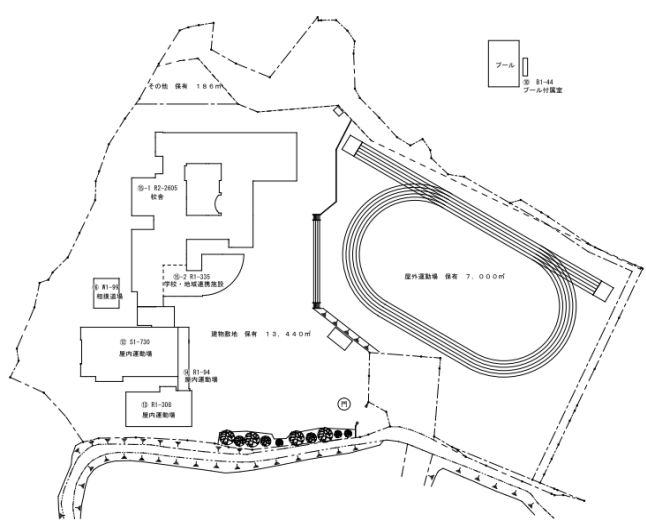 プール
⑩ B1-44
プール付属室
その他 保有 186㎡
⑮-1 R2-2605
校舎
⑮-2 R1-335
学校・地域連携施設
屋外運動場 保有 7,000㎡
⑥ W1-99
相撲道場
建物敷地 保有 13,440㎡
⑫ S1-730
屋内運動場
⑭ R1-94
屋内運動場
⑬ R1-308
屋内運動場
門